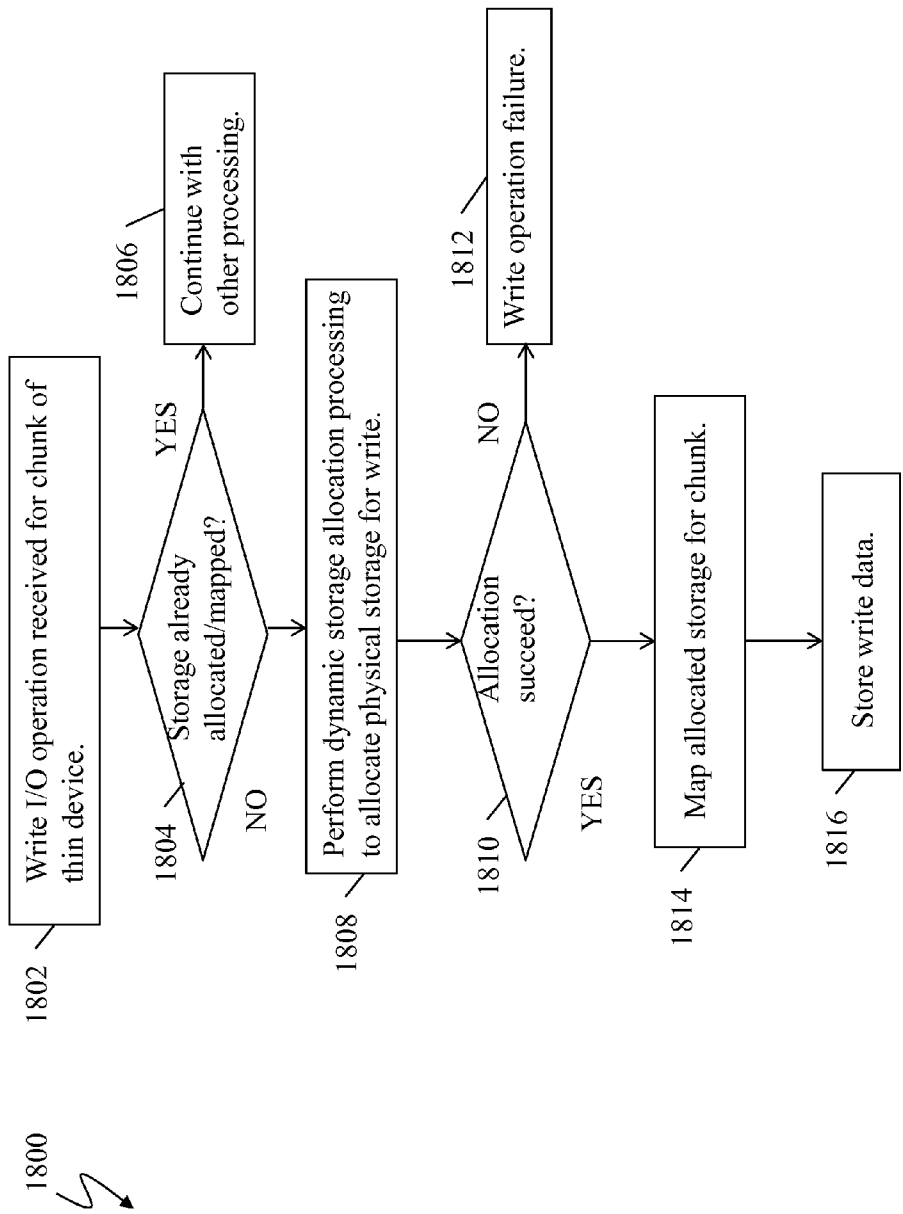 1800
1802
Write I/O operation received for chunk of
thin device.
1804
Storage already
allocated/mapped?
YES
1806
Continue with
other processing.
NO
1808
Perform dynamic storage allocation processing
to allocate physical storage for write.
1810
Allocation
succeed?
NO
1812
Write operation failure.
YES
1814
Map allocated storage for chunk.
1816
Store write data.